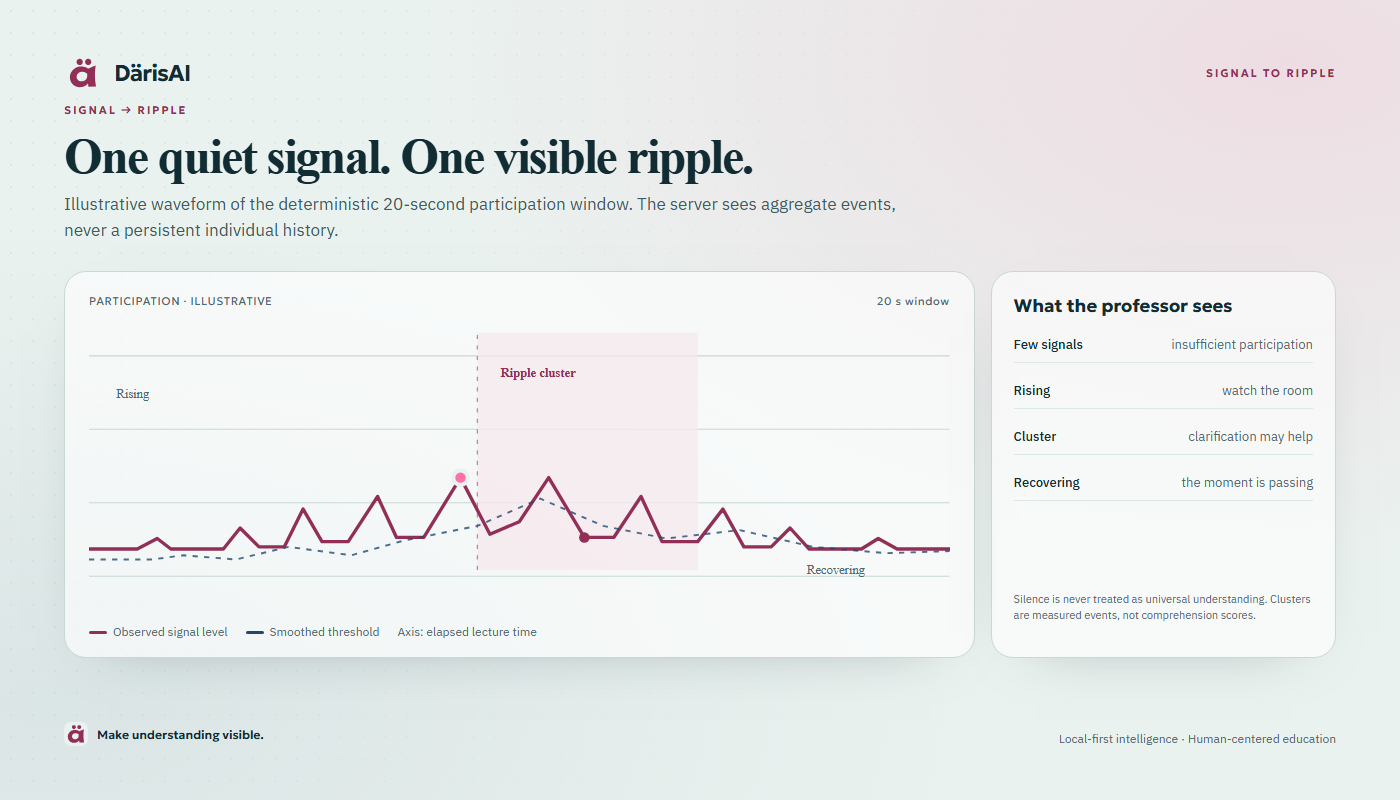 ä DärisAI
SIGNAL TO RIPPLE
SIGNAL → RIPPLE
One quiet signal. One visible ripple.
Illustrative waveform of the deterministic 20-second participation window. The server sees aggregate events,
never a persistent individual history.
PARTICIPATION · ILLUSTRATIVE
20 s window
Ripple cluster
Rising
Recovering
Observed signal level
Smoothed threshold
Axis: elapsed lecture time
What the professor sees
Few signals insufficient participation
Rising watch the room
Cluster clarification may help
Recovering the moment is passing
Silence is never treated as universal understanding. Clusters
are measured events, not comprehension scores.
ä Make understanding visible.
Local-first intelligence · Human-centered education